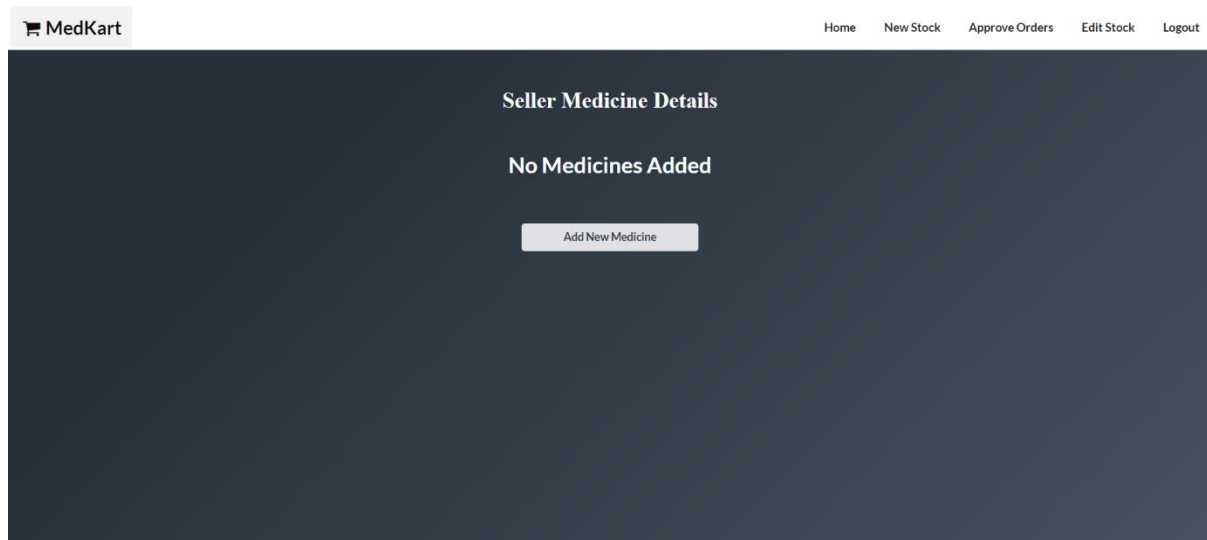 MedKart
Home New Stock Approve Orders Edit Stock Logout
Seller Medicine Details
No Medicines Added
Add New Medicine